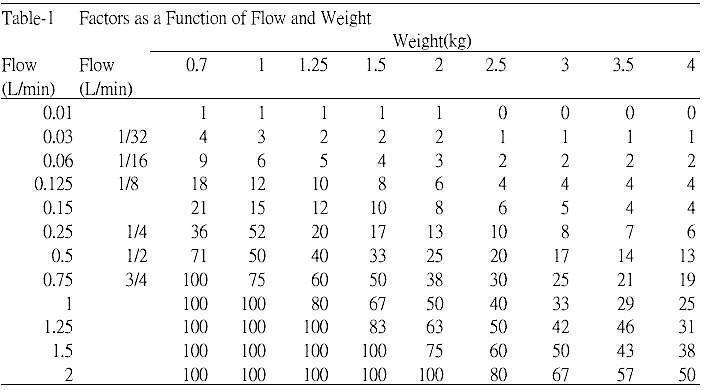 Table-1 Factors as a Function of Flow and Weight
Weight(kg)
Flow Flow 0.7 1 1.25 1.5 2 2.5 3 3.5 4
(L/min) (L/min)
0.01 1 1 1 1 1 0 0 0 0
0.03 1/32 4 3 2 2 2 1 1 1 1
0.06 1/16 9 6 5 4 3 2 2 2 2
0.125 1/8 18 12 10 8 6 4 4 4 4
0.15 21 15 12 10 8 6 5 4 4
0.25 1/4 36 52 20 17 13 10 8 7 6
0.5 1/2 71 50 40 33 25 20 17 14 13
0.75 3/4 100 75 60 50 38 30 25 21 19
1 100 100 80 67 50 40 33 29 25
1.25 100 100 100 83 63 50 42 46 31
1.5 100 100 100 100 75 60 50 43 38
2 100 100 100 100 100 80 67 57 50